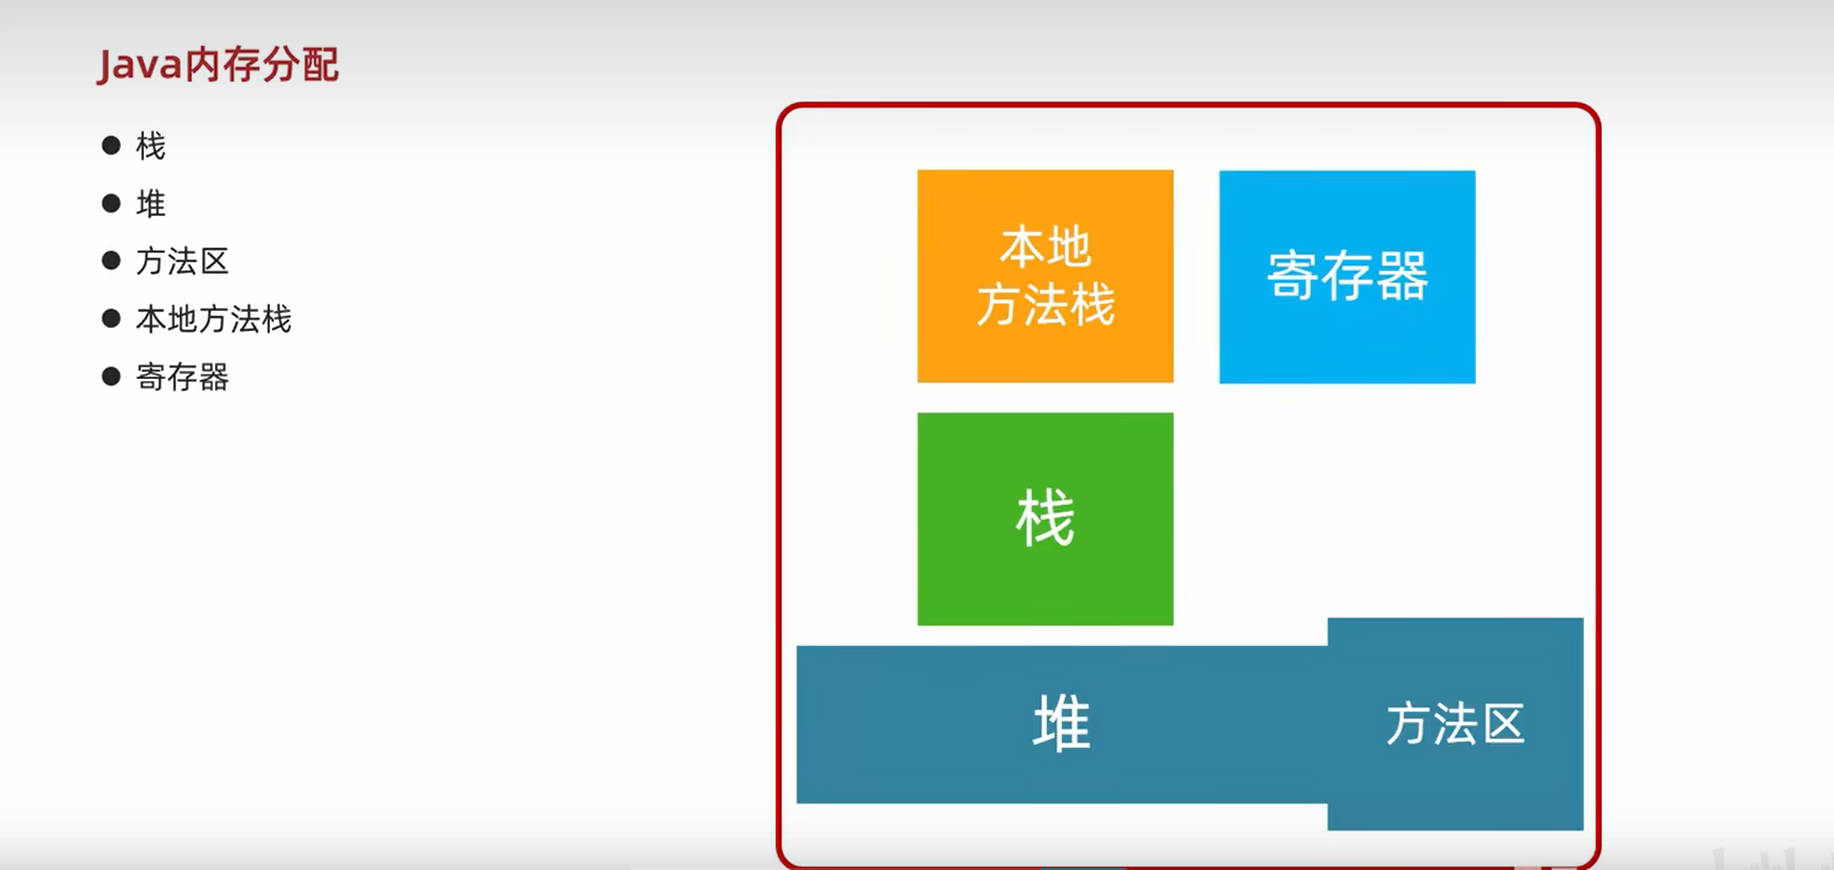 Java内存分配
栈
堆
方法区
本地方法栈
寄存器
本地
方法栈
寄存器
栈
堆
方法区